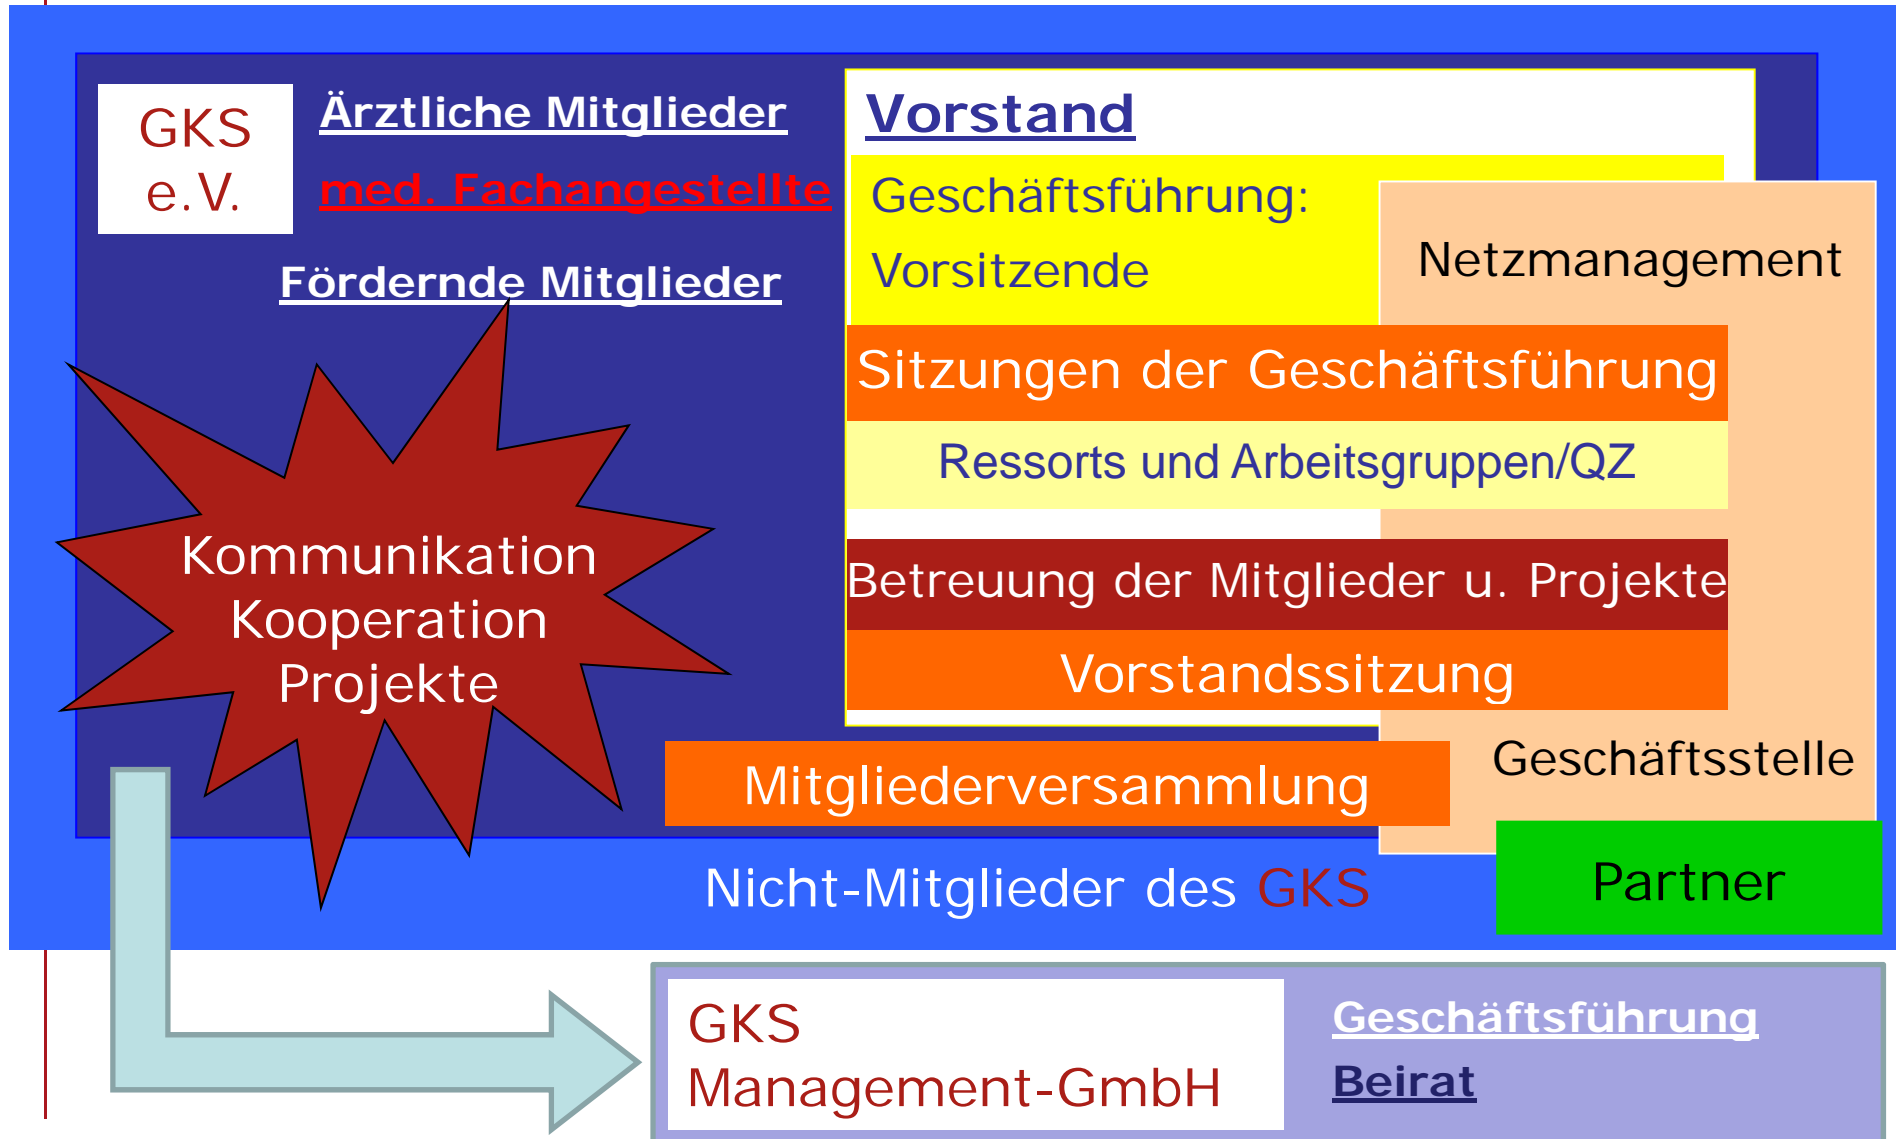 GKS
e.V.
Ärztliche Mitglieder
med. Fachangestellte
Fördernde Mitglieder
Vorstand
Geschäftsführung:
Vorsitzende
Netzmanagement
Sitzungen der Geschäftsführung
Ressorts und Arbeitsgruppen/QZ
Betreuung der Mitglieder u. Projekte
Vorstandssitzung
Kommunikation
Kooperation
Projekte
Geschäftsstelle
Mitgliederversammlung
Nicht-Mitglieder des GKS
Partner
GKS
Management-GmbH
Geschäftsführung
Beirat